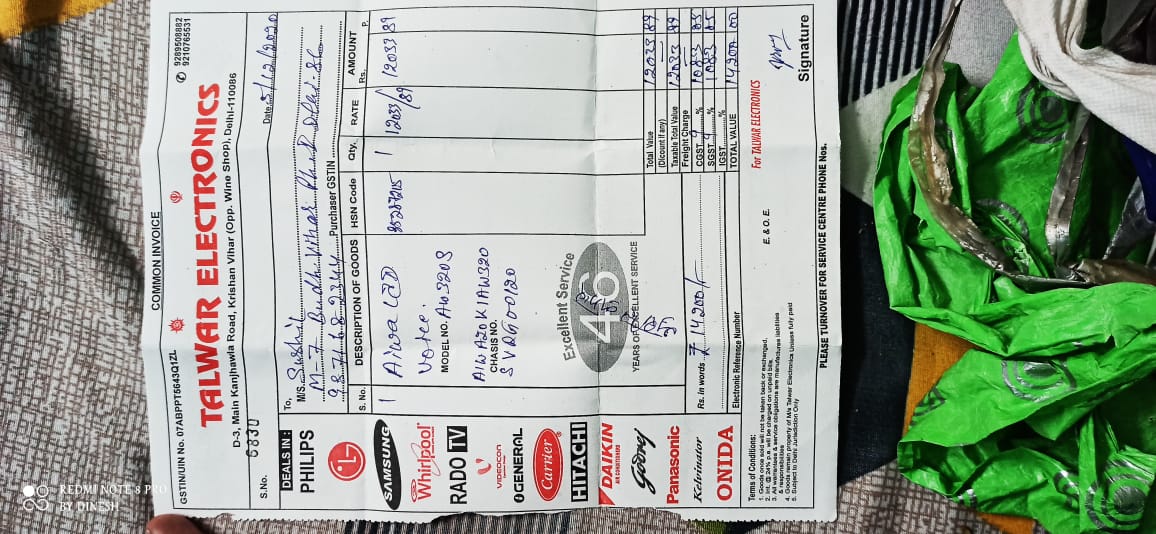 COMMON INVOICE
GSTIN/UIN No. 07ABPPT5643Q1ZL
✆ 9289508882
9210765531
TALWAR ELECTRONICS
D-3, Main Kanjhawla Road, Krishan Vihar (Opp. Wine Shop), Delhi-110086
S.No. 6830
Date 5/12/2020
DEALS IN :
PHILIPS
LG
SAMSUNG
Whirlpool
RADO TV
VIDEOCON
OGENERAL
Carrier
HITACHI
DAIKIN
AIR CONDITIONERS
Godrej
Panasonic
Kelvinator
ONIDA
To,
M/S. Sushil
M-7 Budh Vihar Ph-2 Delhi 86
Purchaser GSTIN
S. No. DESCRIPTION OF GOODS HSN Code Qty. RATE AMOUNT
Rs. P.
1 Aiwa LED 85287215 1 12033/89 12033 89
MODEL NO. AW320S
AIWA20K1AW320
CHASIS NO.
SVQG00120
Excellent Service
46
YEARS OF EXCELLENT SERVICE
Total Value 12033 89
(Discount if any) —
Taxable Total Value 12033 89
Freight Charge —
CGST 9 % 1083 05
SGST 9 % 1083 05
IGST %
TOTAL VALUE 14200 00
Rs. in words 14200/-
Electronic Reference Number
Terms of Conditions:
1. Goods once sold will not be taken back or exchanged.
2. Int. @ 24% p.a. will be charged on unpaid bills.
3. All warrantees & service obligations are manufactures liabilities
& responsibilities
4. Goods remain property of M/s Talwer Electronics Unless fully paid
5. Subject to Delhi Jurisdiction Only
E. & O. E.
For TALWAR ELECTRONICS
Signature
PLEASE TURNOVER FOR SERVICE CENTRE PHONE Nos.
REDMI NOTE 8 PRO